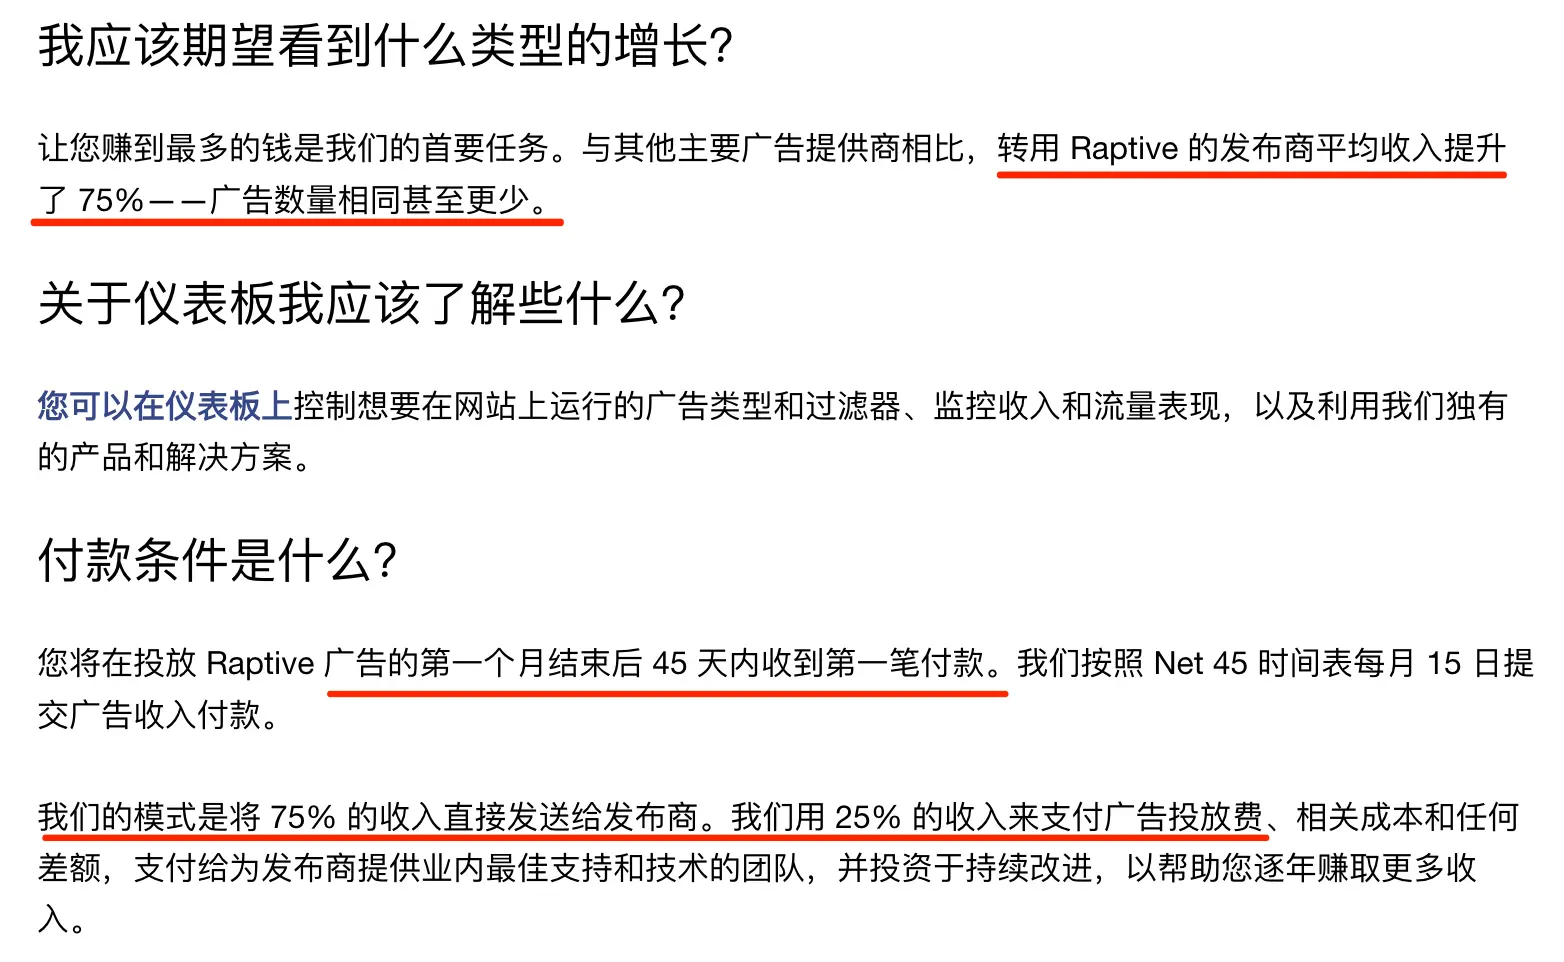 我应该期望看到什么类型的增长？
让您赚到最多的钱是我们的首要任务。与其他主要广告提供商相比，转用 Raptive 的发布商平均收入提升
了 75%——广告数量相同甚至更少。
关于仪表板我应该了解些什么？
您可以在仪表板上控制想要在网站上运行的广告类型和过滤器、监控收入和流量表现，以及利用我们独有
的产品和解决方案。
付款条件是什么？
您将在投放 Raptive 广告的第一个月结束后 45 天内收到第一笔付款。我们按照 Net 45 时间表每月 15 日提
交广告收入付款。
我们的模式是将 75% 的收入直接发送给发布商。我们用 25% 的收入来支付广告投放费、相关成本和任何
差额，支付给为发布商提供业内最佳支持和技术的团队，并投资于持续改进，以帮助您逐年赚取更多收
入。